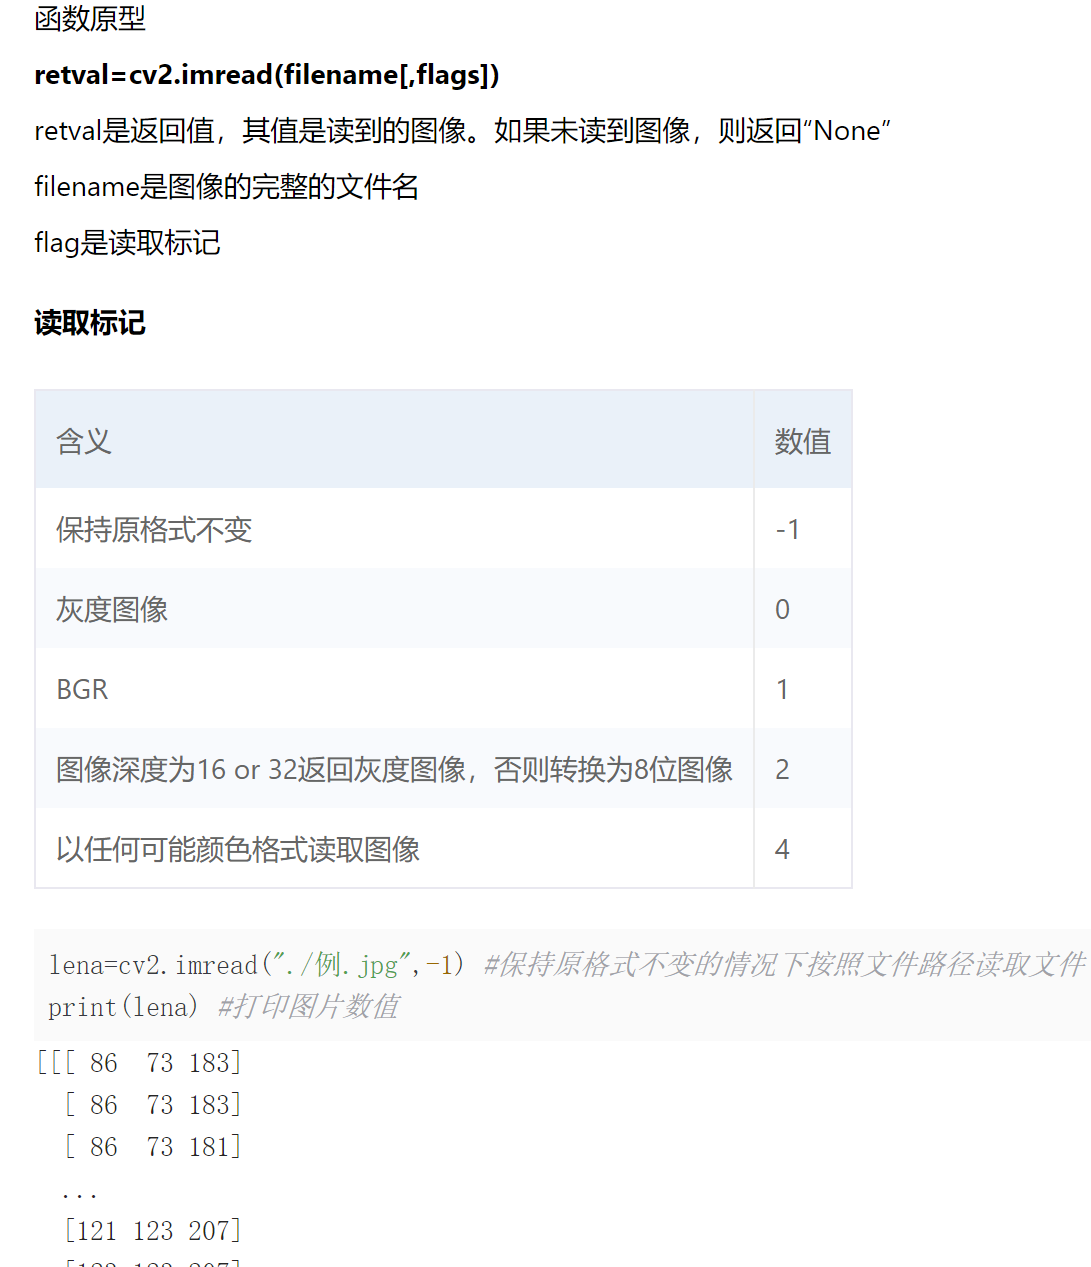 函数原型
retval=cv2.imread(filename[,flags])
retval是返回值，其值是读到的图像。如果未读到图像，则返回“None”
filename是图像的完整的文件名
flag是读取标记
读取标记
含义 数值
保持原格式不变 -1
灰度图像 0
BGR 1
图像深度为16 or 32返回灰度图像，否则转换为8位图像 2
以任何可能颜色格式读取图像 4
lena=cv2.imread("./例.jpg",-1) #保持原格式不变的情况下按照文件路径读取文件
print(lena) #打印图片数值
[[[ 86  73 183]
[ 86  73 183]
[ 86  73 181]
...
[121 123 207]